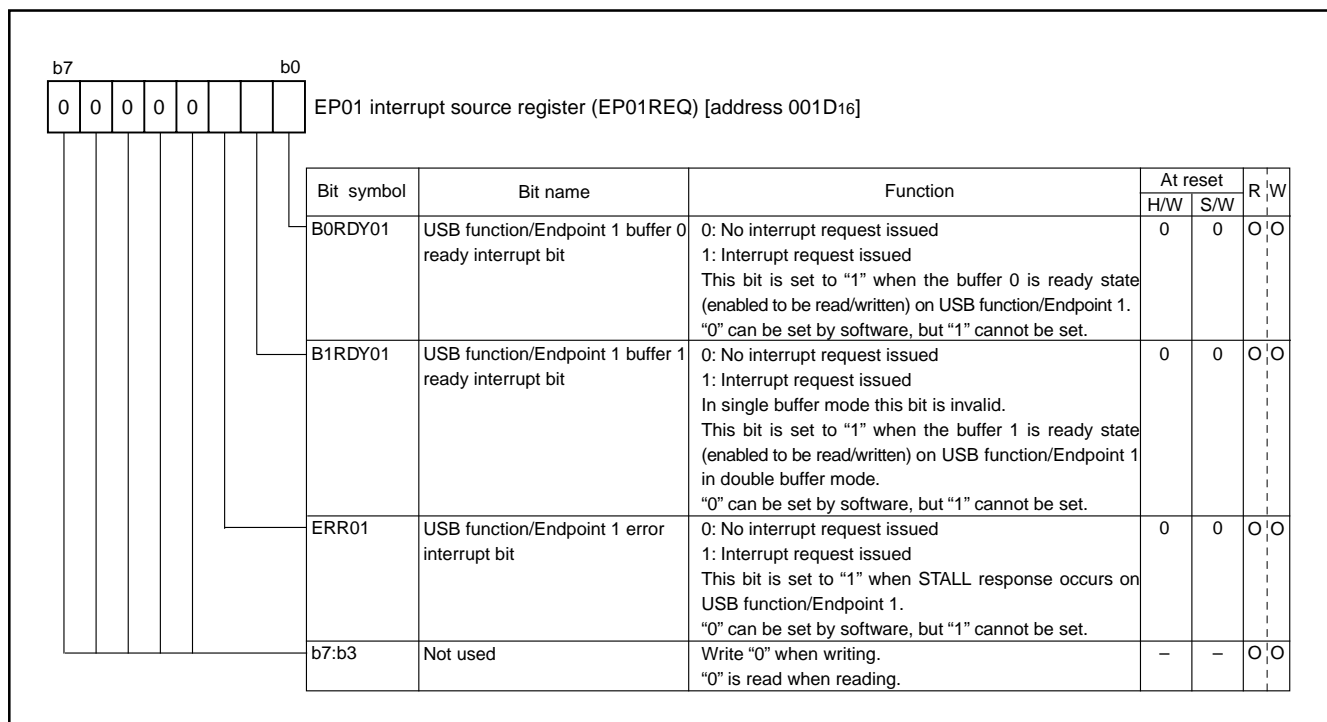 b7 b0
0 0 0 0 0 EP01 interrupt source register (EP01REQ) [address 001D16]
Bit symbol Bit name Function At reset R W
H/W S/W
B0RDY01 USB function/Endpoint 1 buffer 0 0: No interrupt request issued 0 0 O O
ready interrupt bit 1: Interrupt request issued
This bit is set to “1” when the buffer 0 is ready state
(enabled to be read/written) on USB function/Endpoint 1.
“0” can be set by software, but “1” cannot be set.
B1RDY01 USB function/Endpoint 1 buffer 1 0: No interrupt request issued 0 0 O O
ready interrupt bit 1: Interrupt request issued
In single buffer mode this bit is invalid.
This bit is set to “1” when the buffer 1 is ready state
(enabled to be read/written) on USB function/Endpoint 1
in double buffer mode.
“0” can be set by software, but “1” cannot be set.
ERR01 USB function/Endpoint 1 error 0: No interrupt request issued 0 0 O O
interrupt bit 1: Interrupt request issued
This bit is set to “1” when STALL response occurs on
USB function/Endpoint 1.
“0” can be set by software, but “1” cannot be set.
b7:b3 Not used Write “0” when writing. – – O O
“0” is read when reading.